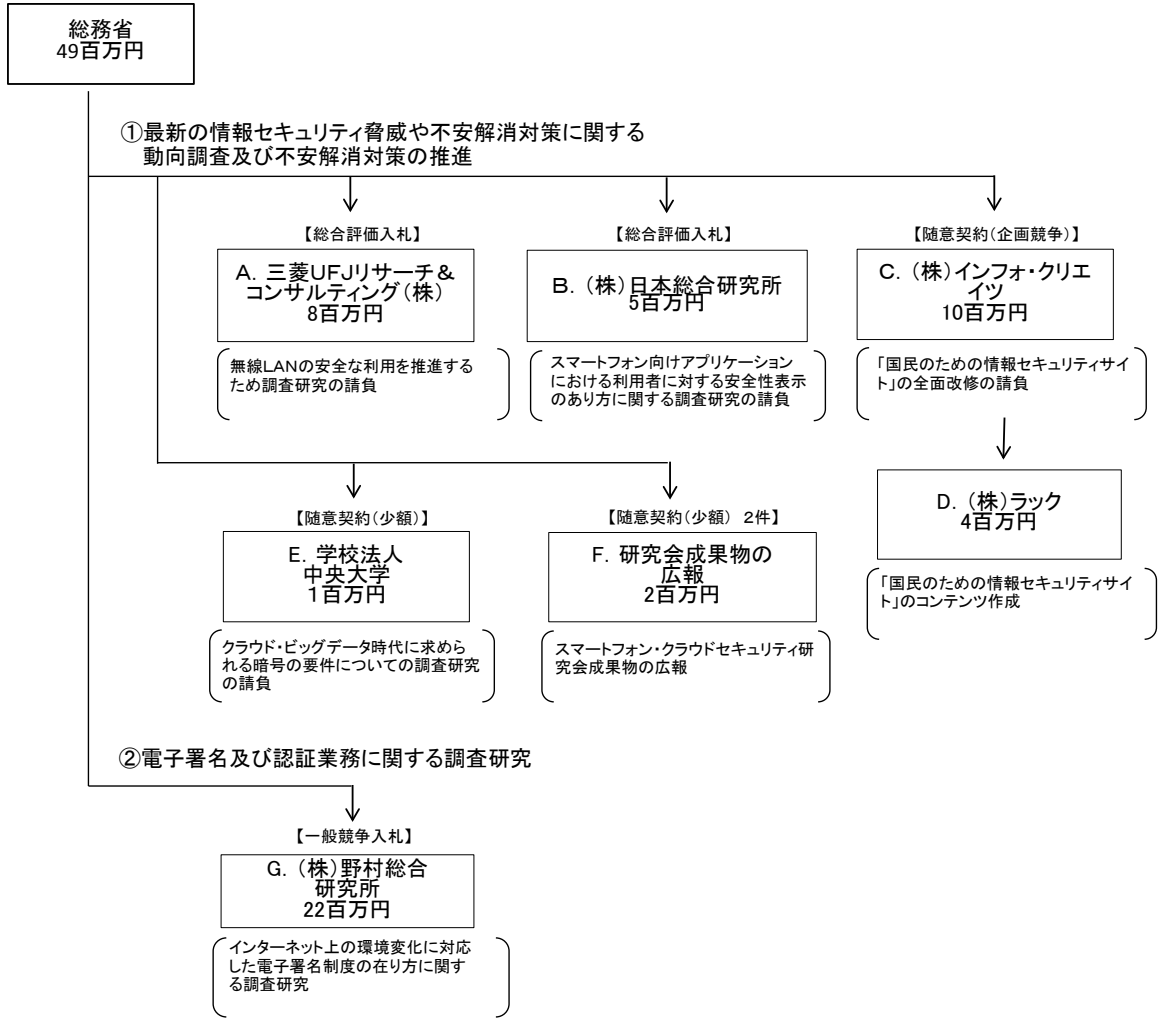 総務省
49百万円
①最新の情報セキュリティ脅威や不安解消対策に関する
動向調査及び不安解消対策の推進
【総合評価入札】
A. 三菱UFJリサーチ＆
コンサルティング（株）
8百万円
無線LANの安全な利用を推進する
ため調査研究の請負
【総合評価入札】
B. （株）日本総合研究所
5百万円
スマートフォン向けアプリケーション
における利用者に対する安全性表示
のあり方に関する調査研究の請負
【随意契約（企画競争）】
C. （株）インフォ・クリエ
イツ
10百万円
「国民のための情報セキュリティサイ
ト」の全面改修の請負
D. （株）ラック
4百万円
「国民のための情報セキュリティサイ
ト」のコンテンツ作成
【随意契約（少額）】
E. 学校法人
中央大学
1百万円
クラウド・ビッグデータ時代に求めら
れる暗号の要件についての調査研究
の請負
【随意契約（少額） 2件】
F. 研究会成果物の
広報
2百万円
スマートフォン・クラウドセキュリティ研
究会成果物の広報
②電子署名及び認証業務に関する調査研究
【一般競争入札】
G. （株）野村総合
研究所
22百万円
インターネット上の環境変化に対応
した電子署名制度の在り方に関す
る調査研究